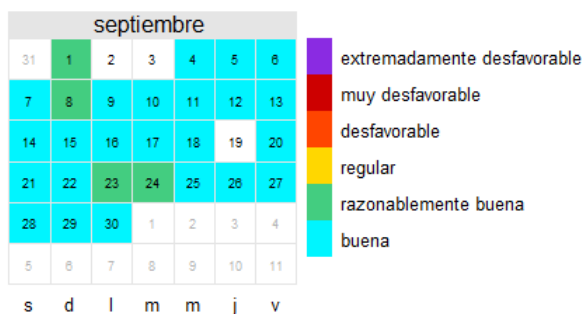 septiembre
31 1 2 3 4 5 6
7 8 9 10 11 12 13
14 15 16 17 18 19 20
21 22 23 24 25 26 27
28 29 30 1 2 3 4
5 6 7 8 9 10 11
s d l m m j v
extremadamente desfavorable
muy desfavorable
desfavorable
regular
razonablemente buena
buena